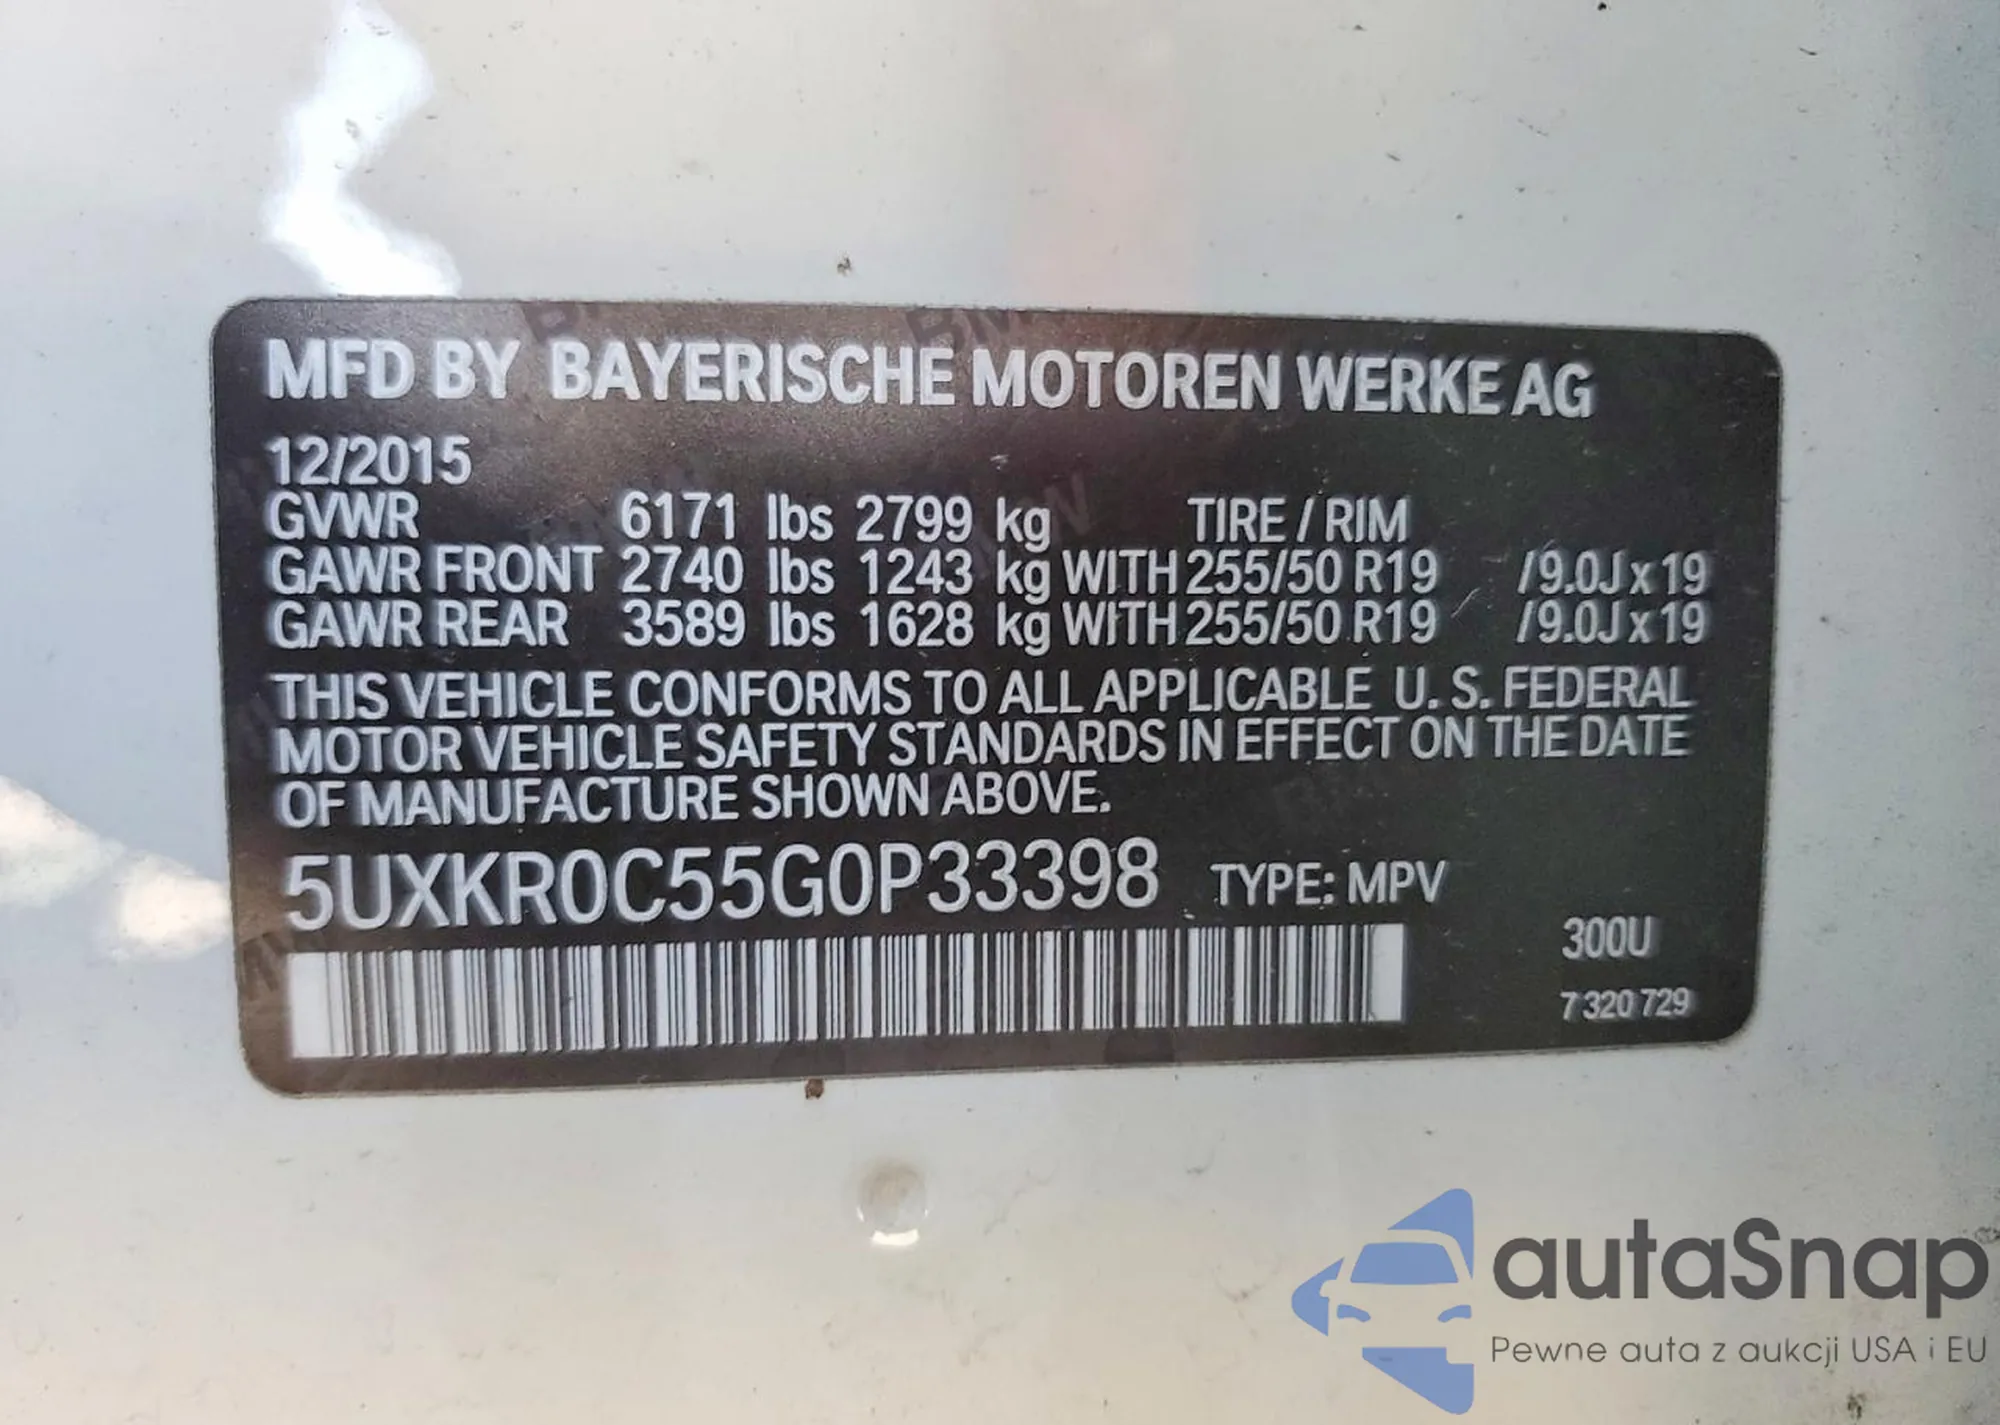 MFD BY BAYERISCHE MOTOREN WERKE AG
12/2015
GVWR 6171 lbs 2799 kg TIRE / RIM
GAWR FRONT 2740 lbs 1243 kg WITH 255/50 R19 /9.0J x 19
GAWR REAR 3589 lbs 1628 kg WITH 255/50 R19 /9.0J x 19
THIS VEHICLE CONFORMS TO ALL APPLICABLE U. S. FEDERAL
MOTOR VEHICLE SAFETY STANDARDS IN EFFECT ON THE DATE
OF MANUFACTURE SHOWN ABOVE.
5UXKR0C55G0P33398 TYPE: MPV
300U
7 320 729
autaSnap
Pewne auta z aukcji USA i EU